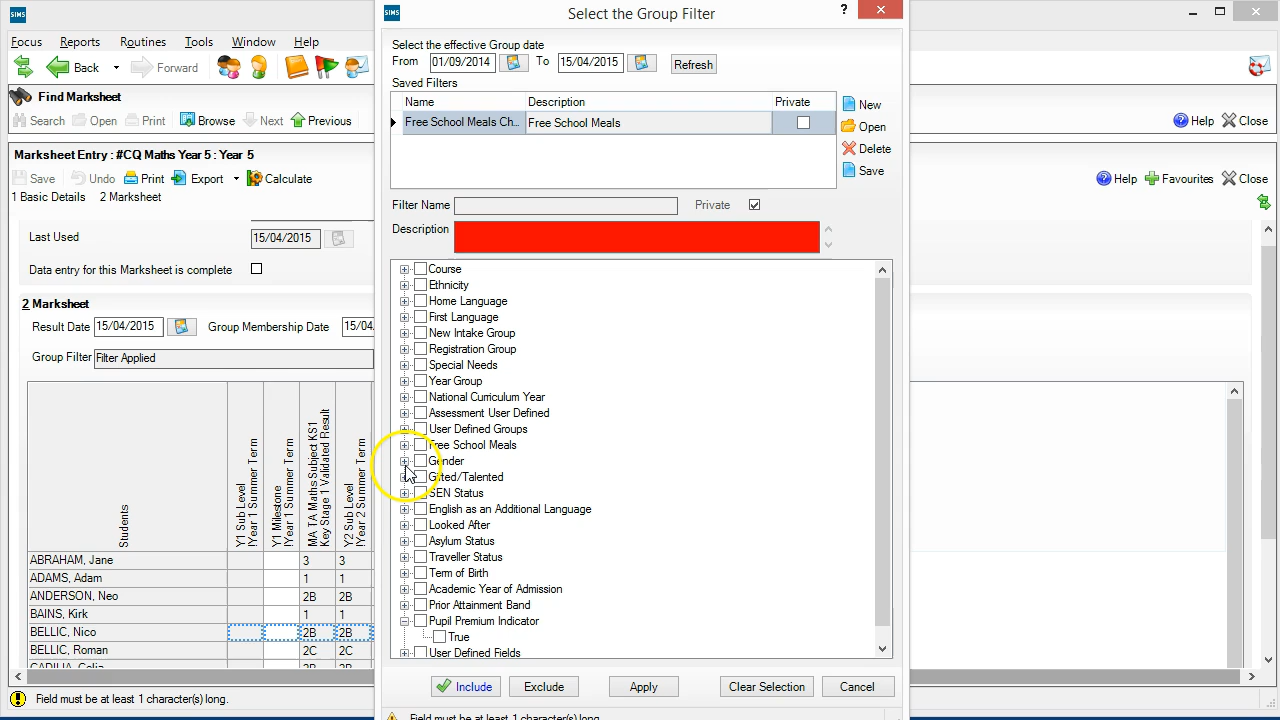 SIMS
Focus Reports Routines Tools Window Help
Back Forward
Find Marksheet
Search Open Print Browse Next Previous Help Close
Marksheet Entry : #CQ Maths Year 5 : Year 5
Save Undo Print Export Calculate Help Favourites Close
1 Basic Details 2 Marksheet
Last Used 15/04/2015
Data entry for this Marksheet is complete
2 Marksheet
Result Date 15/04/2015 Group Membership Date 15/04
Group Filter Filter Applied
Students
Y1 Sub Level
Year 1 Summer Term
Y1 Milestone
Year 1 Summer Term
MA TA Maths Subject KS1
Key Stage 1 Validated Result
Y2 Sub Level
Year 2 Summer Term
ABRAHAM, Jane 3 3
ADAMS, Adam 1 1
ANDERSON, Neo 2B 2B
BAINS, Kirk 1 1
BELLIC, Nico 2B 2B
BELLIC, Roman 2C 2C
Field must be at least 1 character(s) long.
SIMS Select the Group Filter ?
Select the effective Group date
From 01/09/2014 To 15/04/2015 Refresh
Saved Filters
Name Description Private
Free School Meals Ch... Free School Meals
New
Open
Delete
Save
Filter Name Private
Description
Course
Ethnicity
Home Language
First Language
New Intake Group
Registration Group
Special Needs
Year Group
National Curriculum Year
Assessment User Defined
User Defined Groups
Free School Meals
Gender
Gifted/Talented
SEN Status
English as an Additional Language
Looked After
Asylum Status
Traveller Status
Term of Birth
Academic Year of Admission
Prior Attainment Band
Pupil Premium Indicator
True
User Defined Fields
Include Exclude Apply Clear Selection Cancel
Field must be at least 1 character(s) long